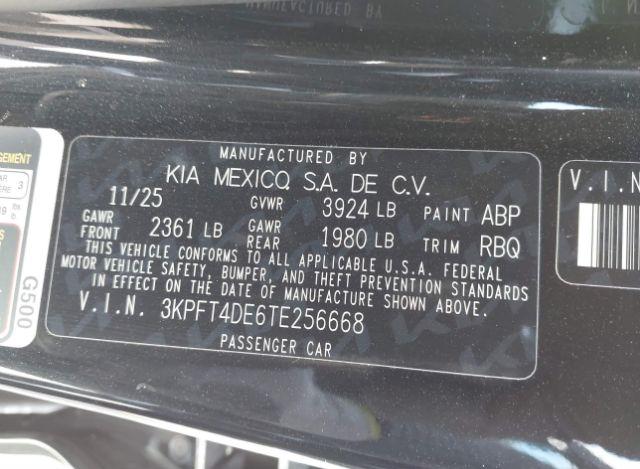 MANUFACTURED BY
KIA MEXICO, S.A. DE C.V.
11/25 GVWR 3924 LB PAINT ABP
GAWR FRONT 2361 LB GAWR REAR 1980 LB TRIM RBQ
THIS VEHICLE CONFORMS TO ALL APPLICABLE U.S.A. FEDERAL
MOTOR VEHICLE SAFETY, BUMPER, AND THEFT PREVENTION STANDARDS
IN EFFECT ON THE DATE OF MANUFACTURE SHOWN ABOVE.
V.I.N. 3KPFT4DE6TE256668
PASSENGER CAR
G500
3
V.I.N